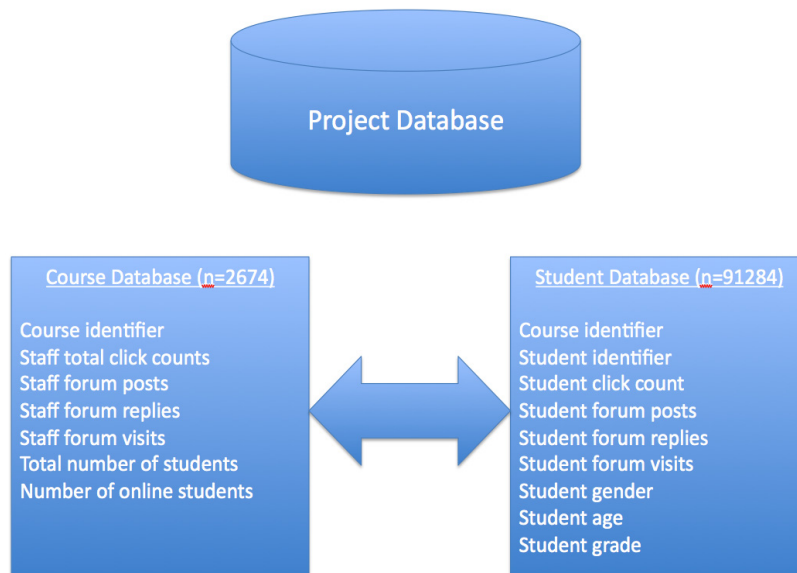 Project Database
Course Database (n=2674)
Course identifier
Staff total click counts
Staff forum posts
Staff forum replies
Staff forum visits
Total number of students
Number of online students
Student Database (n=91284)
Course identifier
Student identifier
Student click count
Student forum posts
Student forum replies
Student forum visits
Student gender
Student age
Student grade